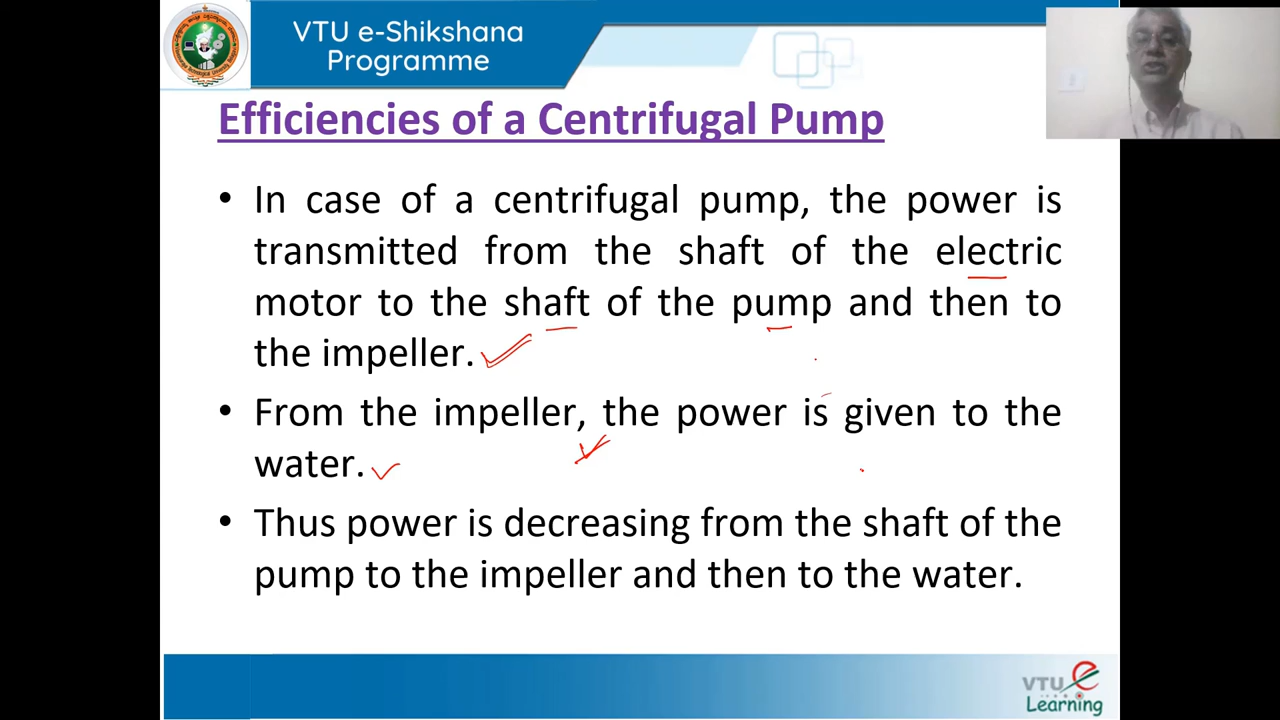 VTU e-Shikshana
Programme
Efficiencies of a Centrifugal Pump
• In case of a centrifugal pump, the power is
transmitted from the shaft of the electric
motor to the shaft of the pump and then to
the impeller.
• From the impeller, the power is given to the
water.
• Thus power is decreasing from the shaft of the
pump to the impeller and then to the water.
VTU e
Learning